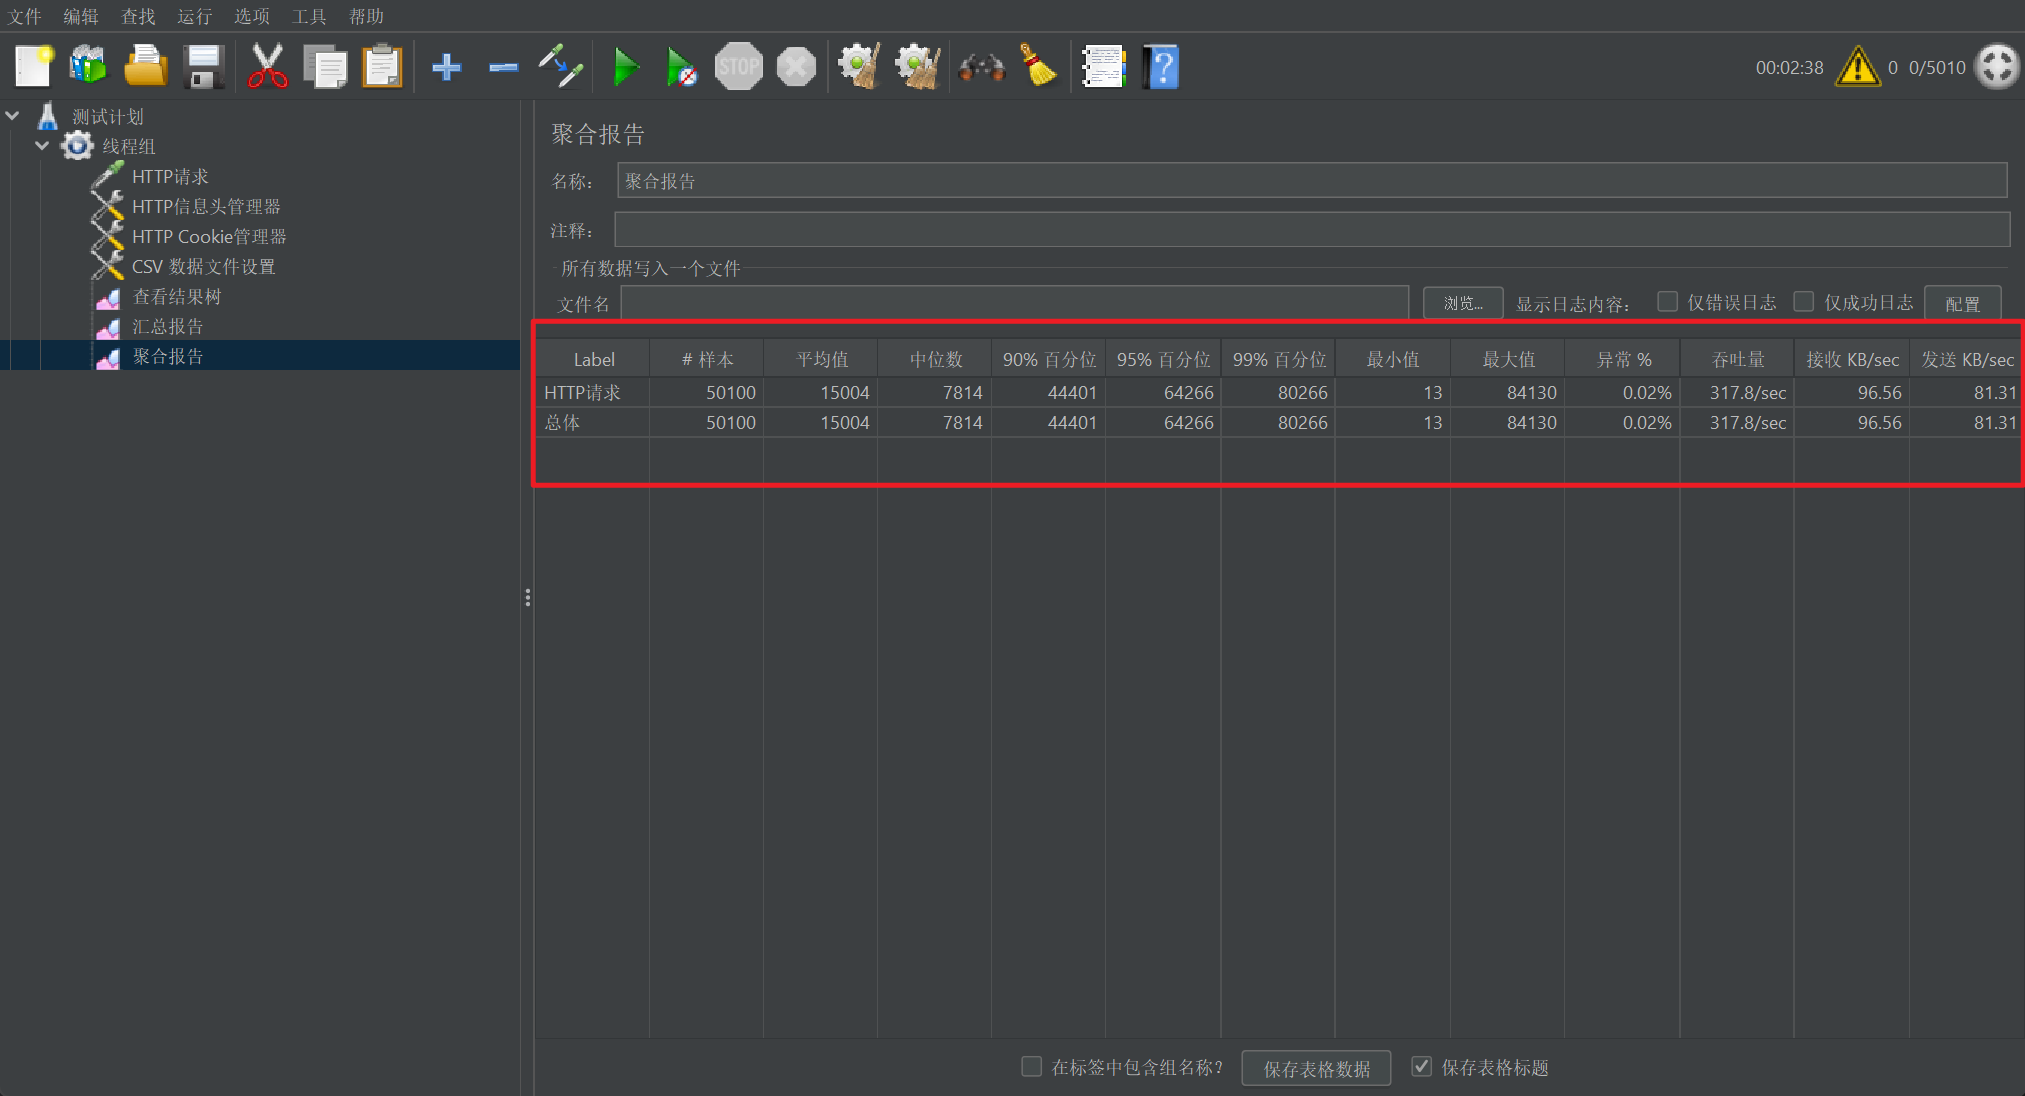 文件 编辑 查找 运行 选项 工具 帮助
STOP
00:02:38 0 0/5010
测试计划
线程组
HTTP请求
HTTP信息头管理器
HTTP Cookie管理器
CSV 数据文件设置
查看结果树
汇总报告
聚合报告
聚合报告
名称： 聚合报告
注释：
所有数据写入一个文件
文件名 浏览... 显示日志内容： 仅错误日志 仅成功日志 配置
Label # 样本 平均值 中位数 90% 百分位 95% 百分位 99% 百分位 最小值 最大值 异常 % 吞吐量 接收 KB/sec 发送 KB/sec
HTTP请求 50100 15004 7814 44401 64266 80266 13 84130 0.02% 317.8/sec 96.56 81.31
总体 50100 15004 7814 44401 64266 80266 13 84130 0.02% 317.8/sec 96.56 81.31
在标签中包含组名称？ 保存表格数据 保存表格标题